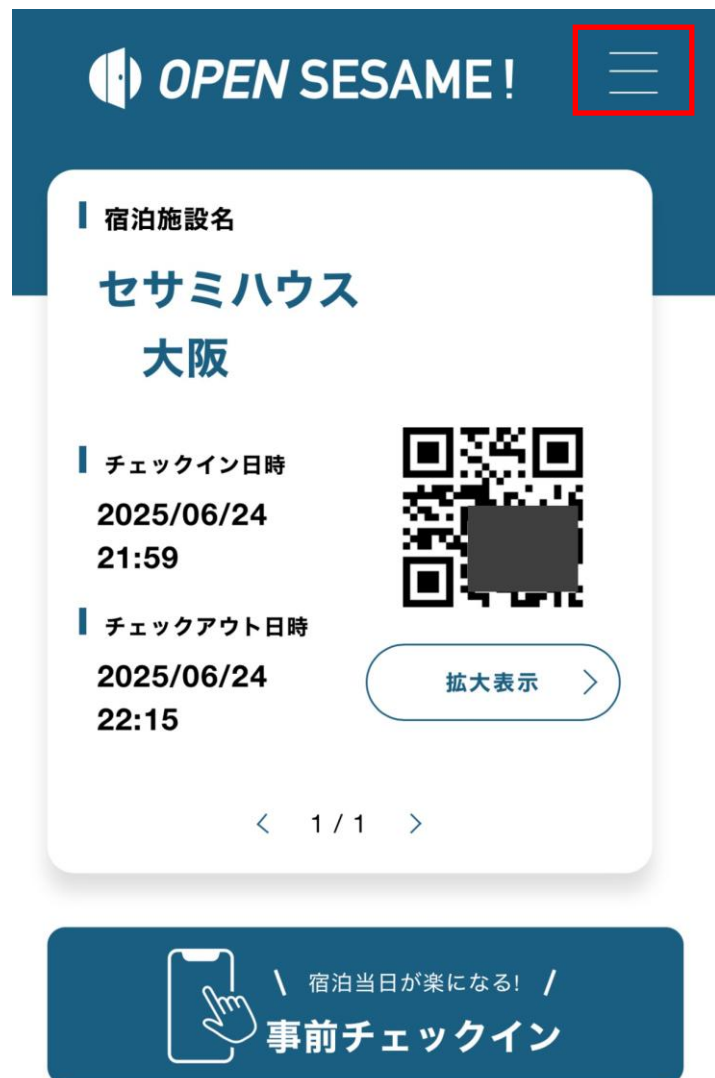 OPEN SESAME!
宿泊施設名
セサミハウス
大阪
チェックイン日時
2025/06/24
21:59
チェックアウト日時
2025/06/24
22:15
拡大表示
1 / 1
\ 宿泊当日が楽になる! /
事前チェックイン